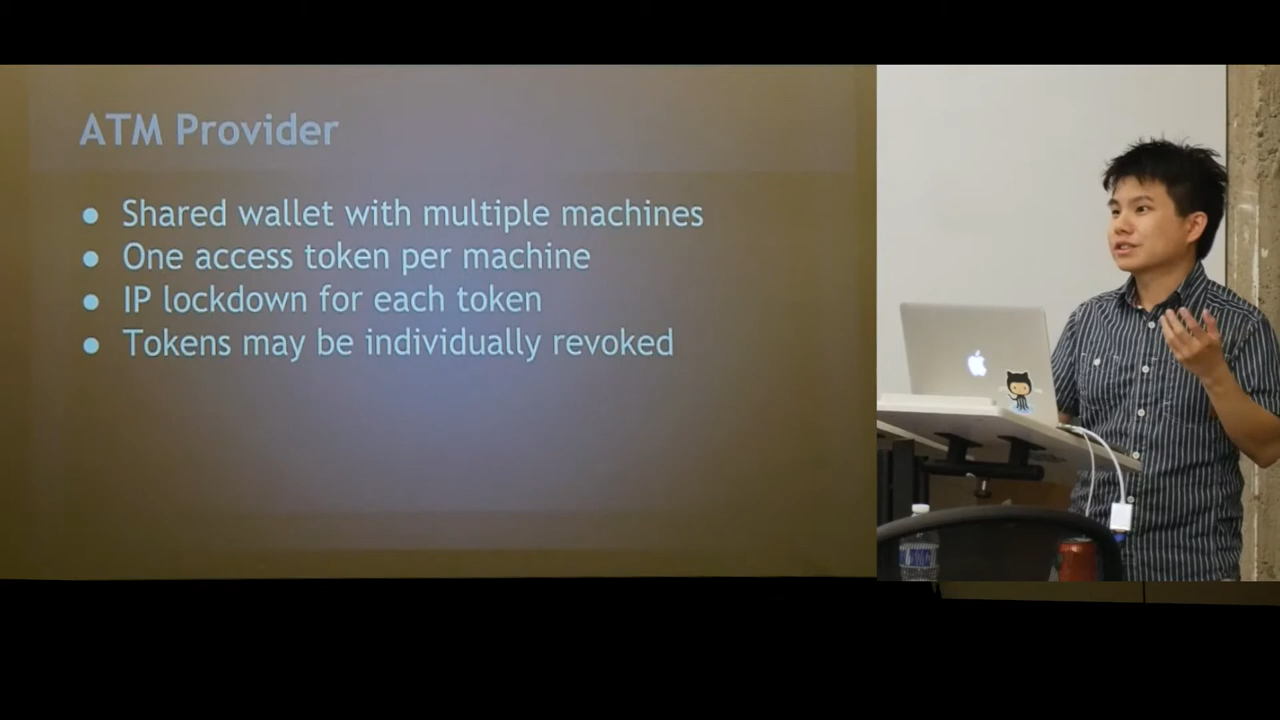 ATM Provider
● Shared wallet with multiple machines
● One access token per machine
● IP lockdown for each token
● Tokens may be individually revoked